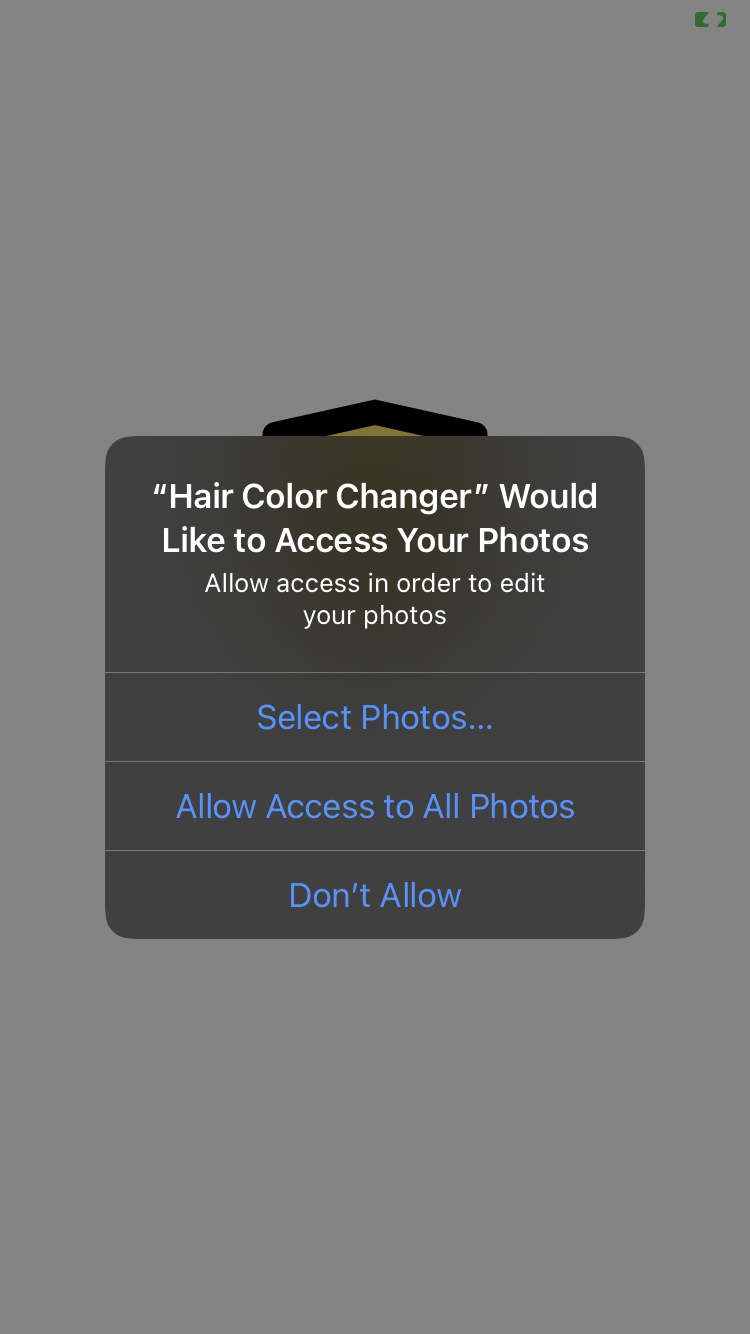 “Hair Color Changer” Would
Like to Access Your Photos
Allow access in order to edit
your photos
Select Photos...
Allow Access to All Photos
Don’t Allow